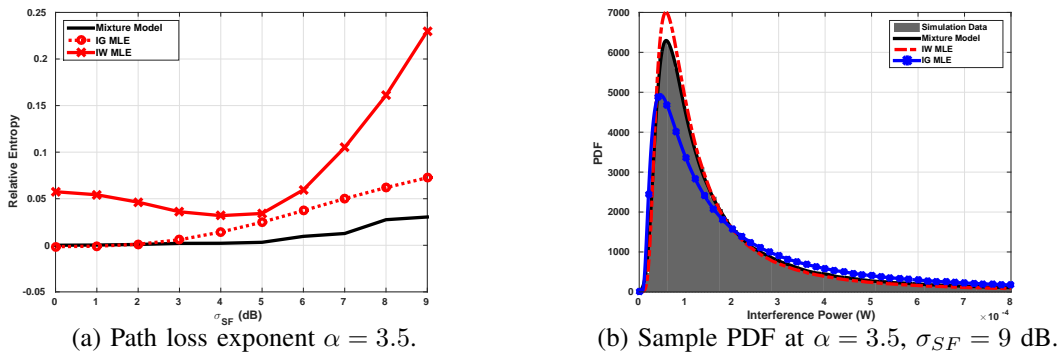 0.25
0.2
0.15
0.1
0.05
0
-0.05
Relative Entropy
Mixture Model
IG MLE
IW MLE
0 1 2 3 4 5 6 7 8 9
σSF (dB)
(a) Path loss exponent α = 3.5.
7000
6000
5000
4000
3000
2000
1000
0
PDF
Simulation Data
Mixture Model
IW MLE
IG MLE
0 1 2 3 4 5 6 7 8
Interference Power (W)
×10⁻⁴
(b) Sample PDF at α = 3.5, σSF = 9 dB.